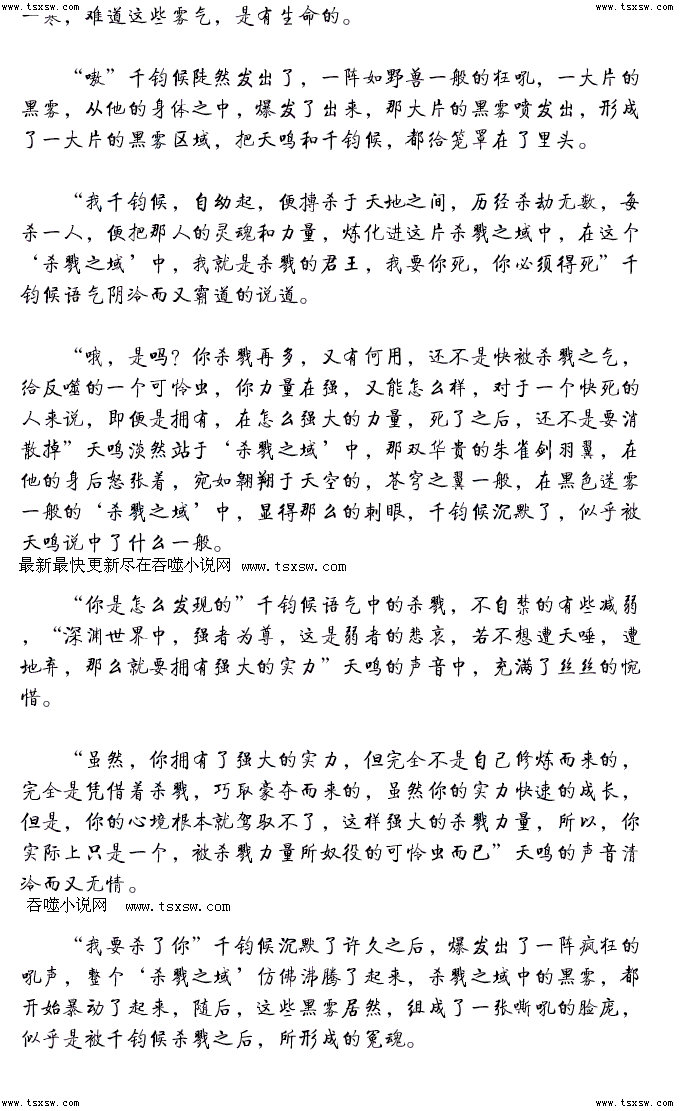 www.tsxsw.com www.tsxsw.com
一寒，难道这些雾气，是有生命的。
“嗷”千钧候陡然发出了，一阵如野兽一般的狂吼，一大片的
黑雾，从他的身体之中，爆发了出来，那大片的黑雾喷发出，形成
了一大片的黑雾区域，把天鸣和千钧候，都给笼罩在了里头。
“我千钧候，自幼起，便搏杀于天地之间，历经杀劫无数，每
杀一人，便把那人的灵魂和力量，炼化进这片杀戮之域中，在这个
‘杀戮之域’中，我就是杀戮的君王，我要你死，你必须得死”千
钧候语气阴冷而又霸道的说道。
“哦，是吗？你杀戮再多，又有何用，还不是快被杀戮之气，
给反噬的一个可怜虫，你力量在强，又能怎么样，对于一个快死的
人来说，即便是拥有，在怎么强大的力量，死了之后，还不是要消
散掉”天鸣淡然站于‘杀戮之域’中，那双华贵的朱雀剑羽翼，在
他的身后怒张着，宛如翱翔于天空的，苍穹之翼一般，在黑色迷雾
一般的‘杀戮之域’中，显得那么的刺眼，千钧候沉默了，似乎被
天鸣说中了什么一般。
最新最快更新尽在吞噬小说网 www.tsxsw.com
“你是怎么发现的”千钧候语气中的杀戮，不自禁的有些减弱
，“深渊世界中，强者为尊，这是弱者的悲哀，若不想遭天唾，遭
地弃，那么就要拥有强大的实力”天鸣的声音中，充满了丝丝的惋
惜。
“虽然，你拥有了强大的实力，但完全不是自己修炼而来的，
完全是凭借着杀戮，巧取豪夺而来的，虽然你的实力快速的成长，
但是，你的心境根本就驾驭不了，这样强大的杀戮力量，所以，你
实际上只是一个，被杀戮力量所奴役的可怜虫而已”天鸣的声音清
冷而又无情。
吞噬小说网 www.tsxsw.com
“我要杀了你”千钧候沉默了许久之后，爆发出了一阵疯狂的
吼声，整个‘杀戮之域’仿佛沸腾了起来，杀戮之域中的黑雾，都
开始暴动了起来，随后，这些黑雾居然，组成了一张嘶吼的脸庞，
似乎是被千钧候杀戮之后，所形成的冤魂。
www.tsxsw.com www.tsxsw.com